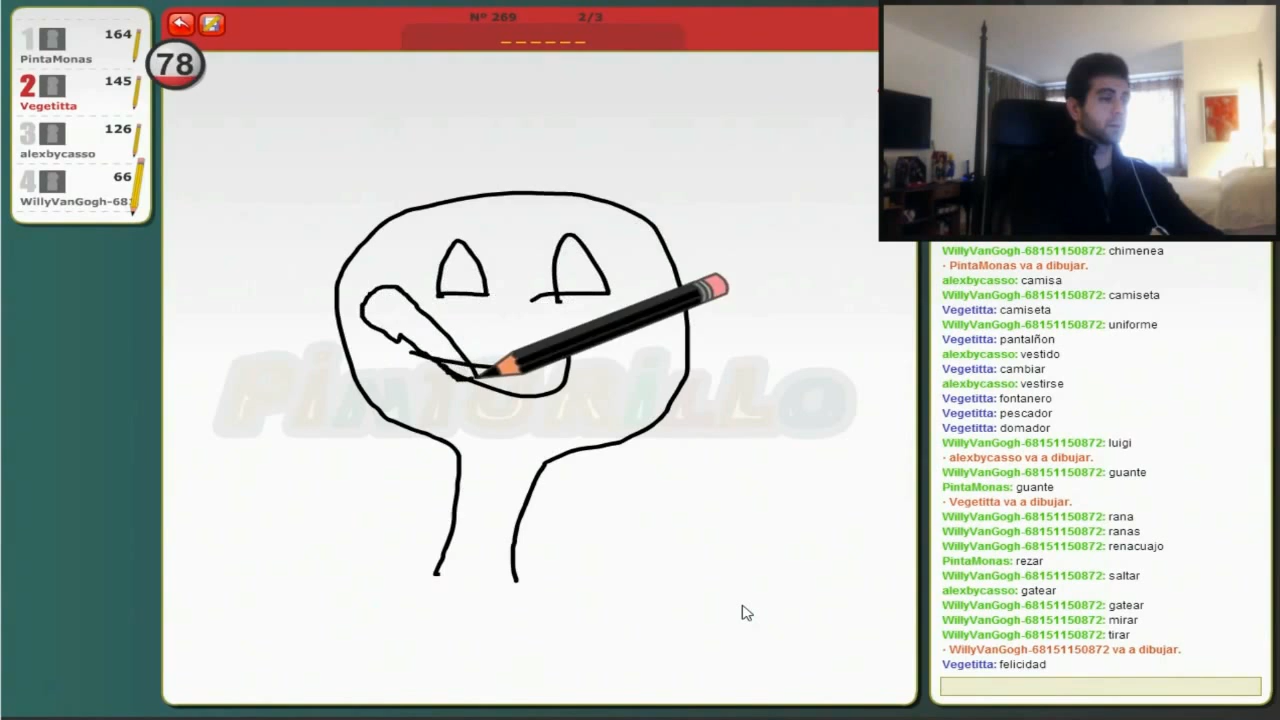 1 164
PintaMonas
2 145
Vegetitta
3 126
alexbycasso
4 66
WillyVanGogh-681
78
Nº 269 2/3
______
Pinturillo
WillyVanGogh-68151150872: chimenea
· PintaMonas va a dibujar.
alexbycasso: camisa
WillyVanGogh-68151150872: camiseta
Vegetitta: camiseta
WillyVanGogh-68151150872: uniforme
Vegetitta: pantalñon
alexbycasso: vestido
Vegetitta: cambiar
alexbycasso: vestirse
Vegetitta: fontanero
Vegetitta: pescador
Vegetitta: domador
WillyVanGogh-68151150872: luigi
· alexbycasso va a dibujar.
WillyVanGogh-68151150872: guante
PintaMonas: guante
· Vegetitta va a dibujar.
WillyVanGogh-68151150872: rana
WillyVanGogh-68151150872: ranas
WillyVanGogh-68151150872: renacuajo
PintaMonas: rezar
WillyVanGogh-68151150872: saltar
alexbycasso: gatear
WillyVanGogh-68151150872: gatear
WillyVanGogh-68151150872: mirar
WillyVanGogh-68151150872: tirar
· WillyVanGogh-68151150872 va a dibujar.
Vegetitta: felicidad